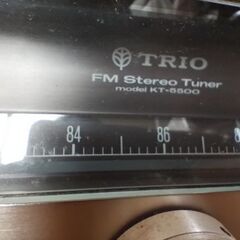 TRIO
FM Stereo Tuner
model KT-5500
84 86